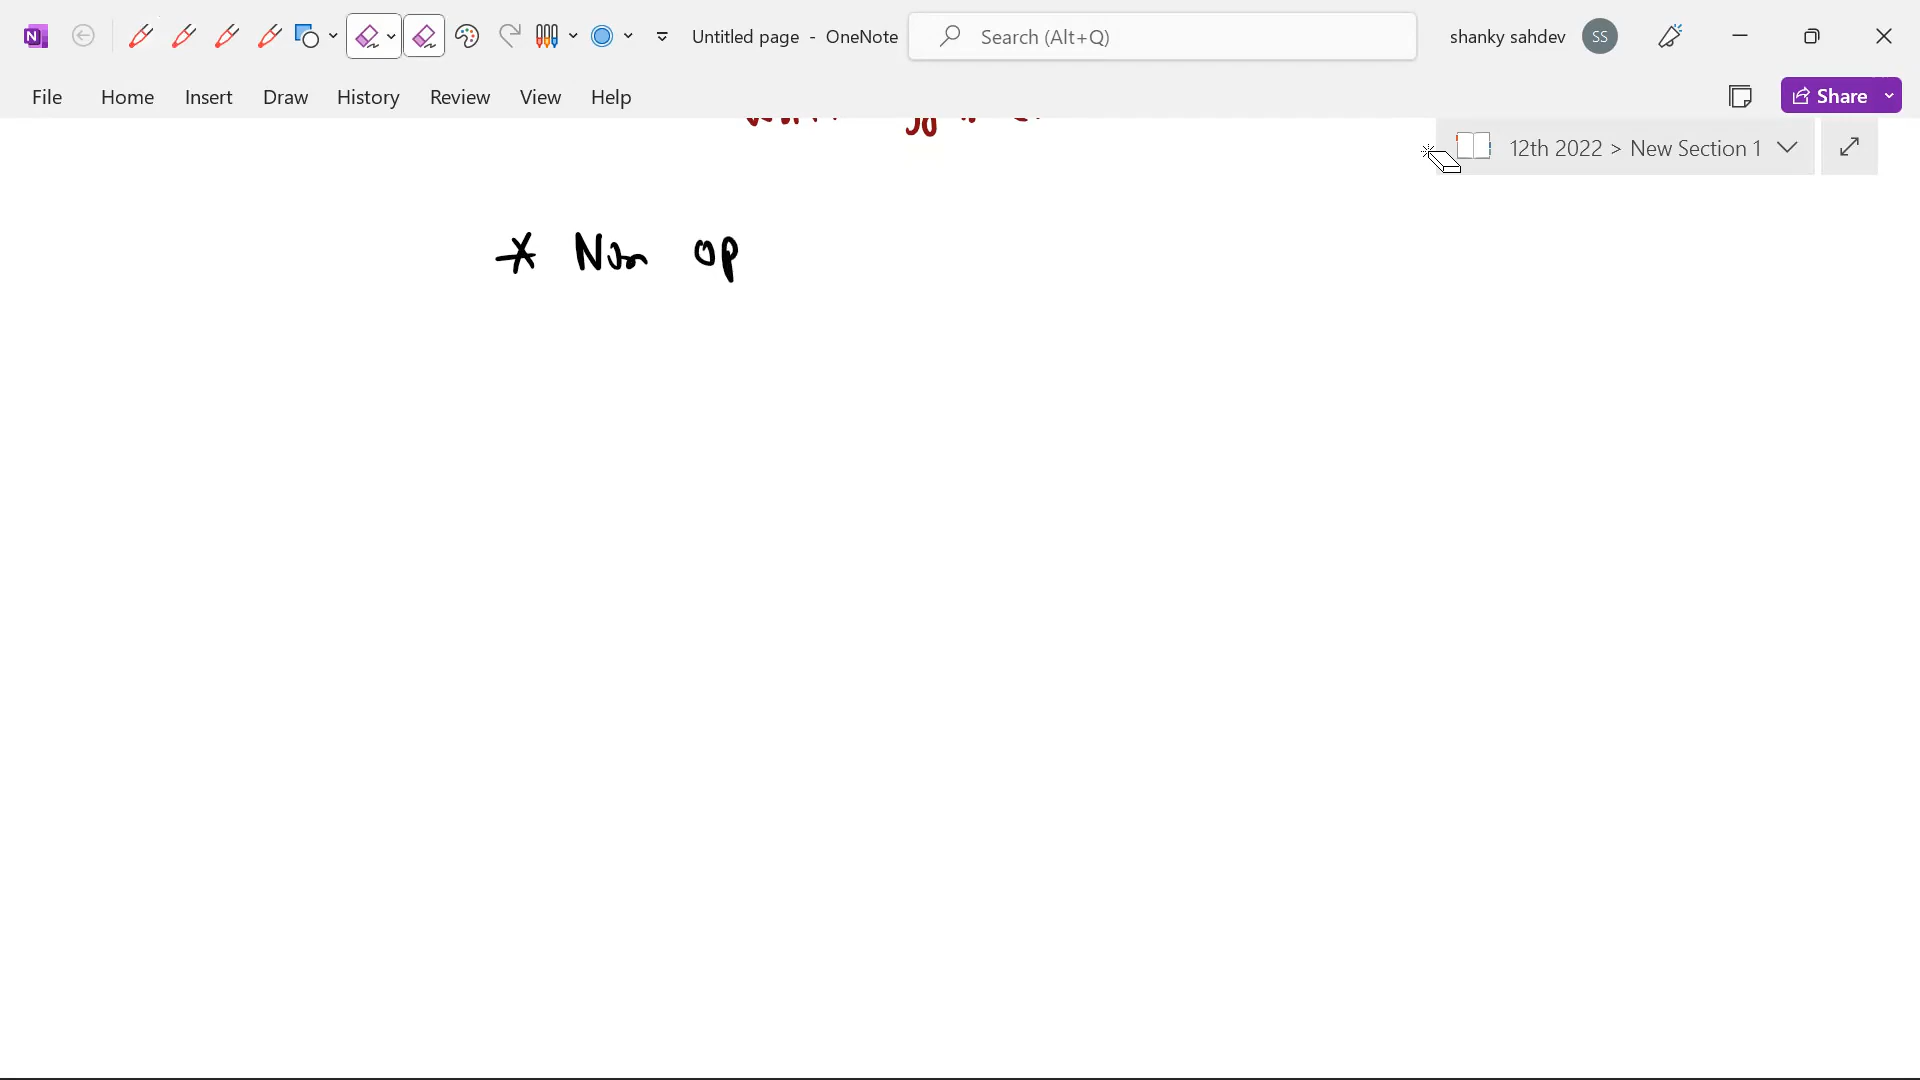 Untitled page - OneNote
Search (Alt+Q)
shanky sahdev
SS
File Home Insert Draw History Review View Help
Share
12th 2022 > New Section 1
* Non op